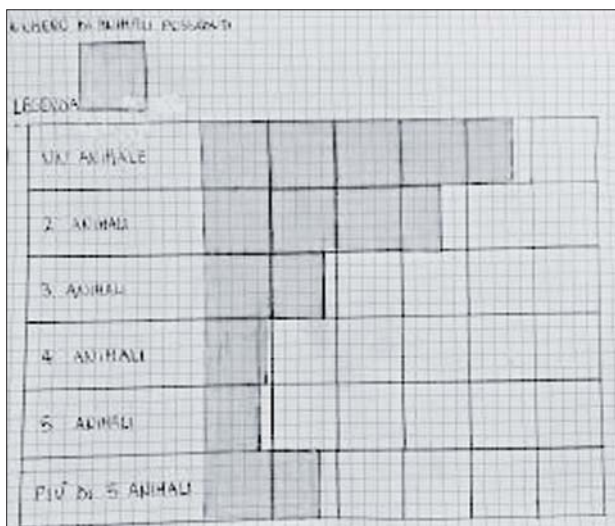 NUMERO DI ANIMALI POSSEDUTI
LEGENDA
UN ANIMALE
2 ANIMALI
3 ANIMALI
4 ANIMALI
5 ANIMALI
PIÙ DI 5 ANIMALI